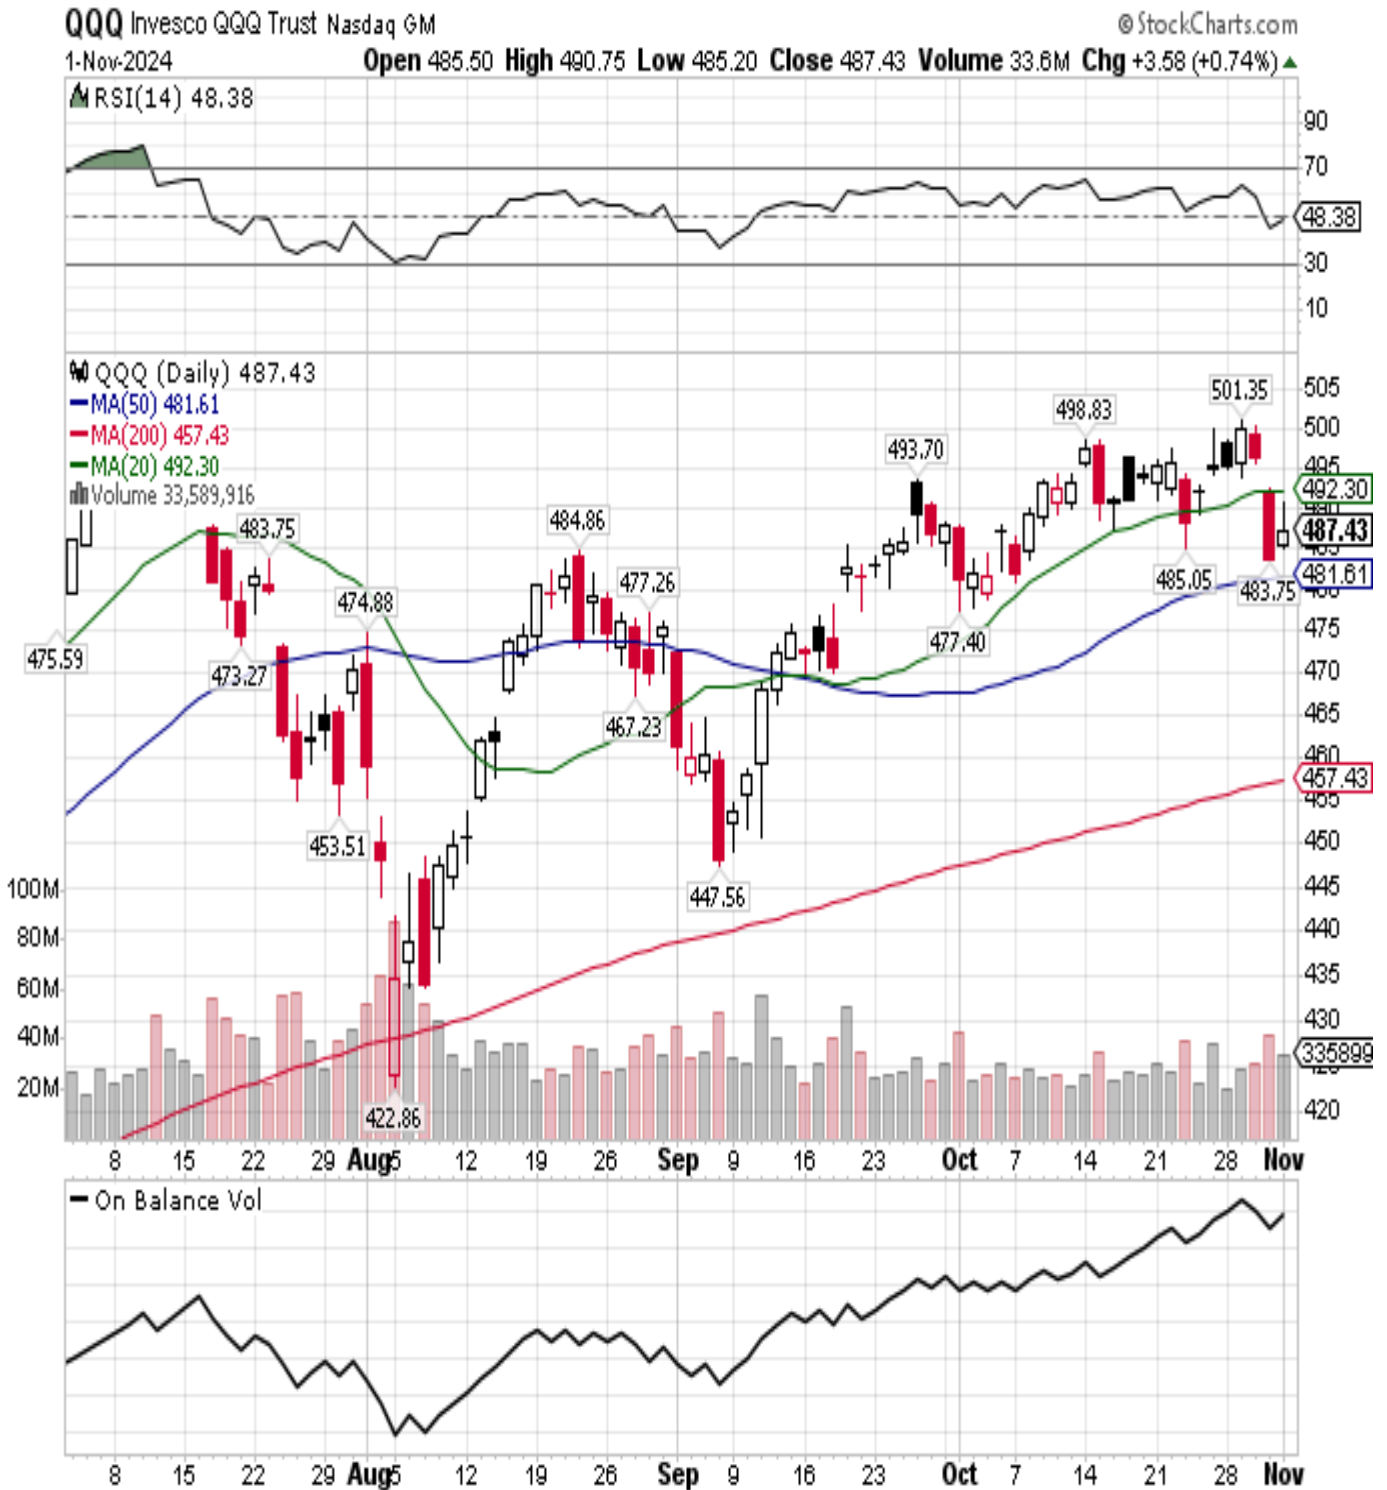 QQQ Invesco QQQ Trust Nasdaq GM
© StockCharts.com
1-Nov-2024
Open 485.50 High 490.75 Low 485.20 Close 487.43 Volume 33.6M Chg +3.58 (+0.74%)
RSI(14) 48.38
90
70
48.38
30
10
QQQ (Daily) 487.43
MA(50) 481.61
MA(200) 457.43
MA(20) 492.30
Volume 33,589,916
501.35
498.83
493.70
483.75
484.86
477.26
474.88
475.59
473.27
467.23
477.40
485.05
483.75
453.51
447.56
422.86
505
500
495
492.30
490
487.43
485
481.61
480
475
470
465
460
457.43
455
450
445
440
435
430
335899
420
100M
80M
60M
40M
20M
8 15 22 29 Aug 5 12 19 26 Sep 9 16 23 Oct 7 14 21 28 Nov
On Balance Vol
8 15 22 29 Aug 5 12 19 26 Sep 9 16 23 Oct 7 14 21 28 Nov